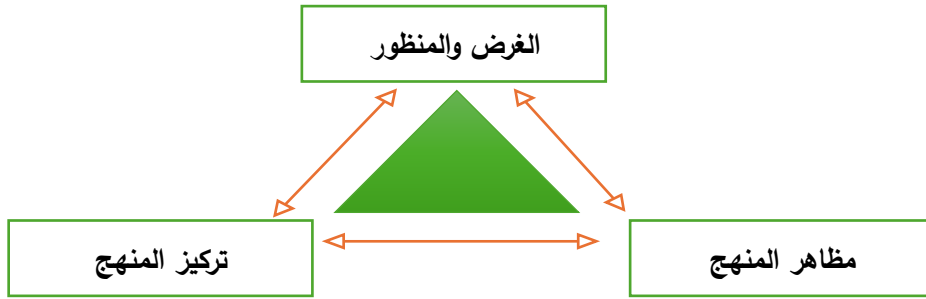 الغرض والمنظور
مظاهر المنهج
تركيز المنهج